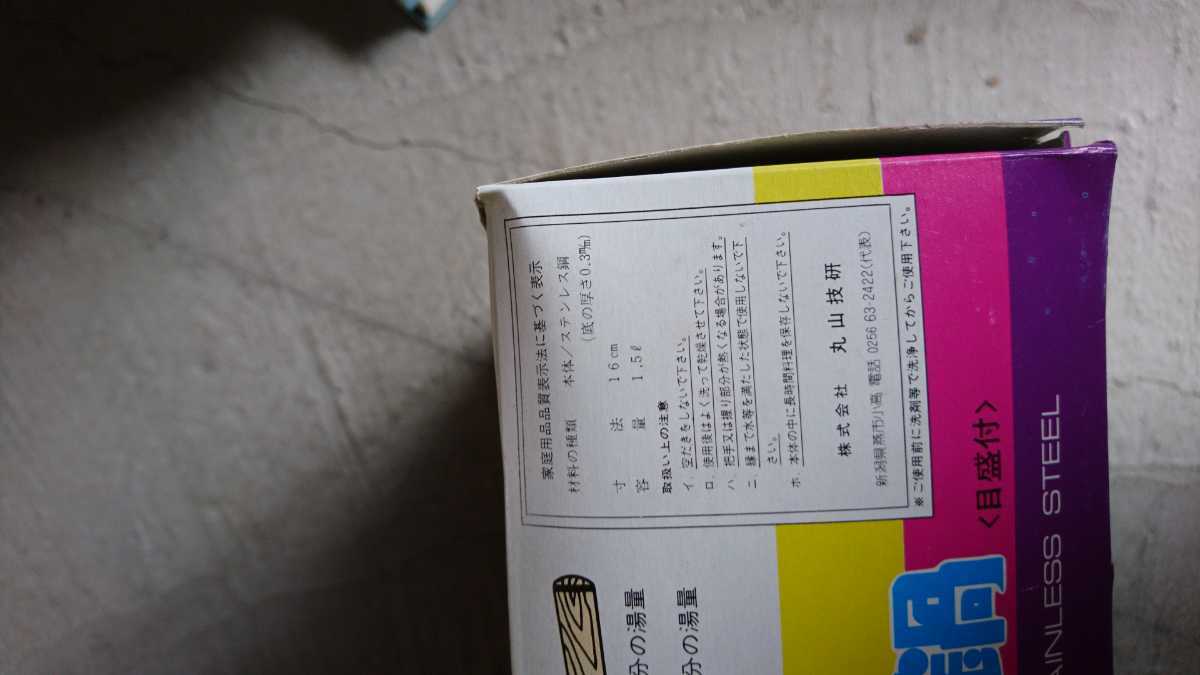 家庭用品品質表示法に基づく表示
材料の種類 本体/ステンレス鋼
(底の厚さ0.3㎜)
寸法 16cm
容量 1.5ℓ
取扱い上の注意
イ. 空だきをしないで下さい。
ロ. 使用後はよく洗って乾燥させて下さい。
ハ. 把手又は握り部分が熱くなる場合があります。
ニ. 縁まで水等を満たした状態で使用しないで下
さい。
ホ. 本体の中に長時間料理を保存しないで下さい。
株式会社 丸山技研
新潟県燕市小高 電話 0256 63-2422(代表)
※ご使用前に洗剤等で洗浄してからご使用下さい。
分の湯量
分の湯量
鍋
<目盛付>
AINLESS STEEL